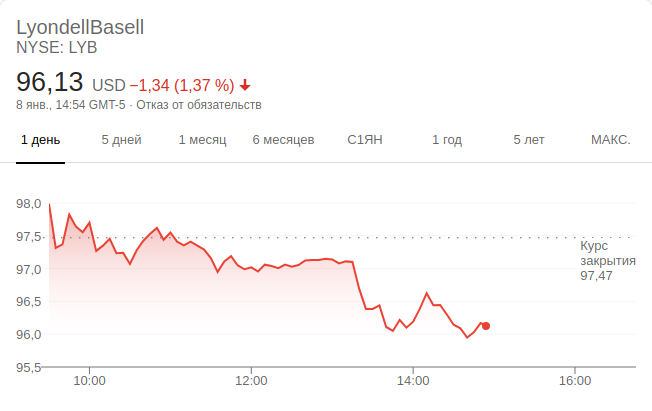 LyondellBasell
NYSE: LYB
96,13 USD −1,34 (1,37 %)
8 янв., 14:54 GMT-5 · Отказ от обязательств
1 день 5 дней 1 месяц 6 месяцев С1ЯН 1 год 5 лет МАКС.
98,0
97,5
97,0
96,5
96,0
95,5
Курс
закрытия
97,47
10:00 12:00 14:00 16:00